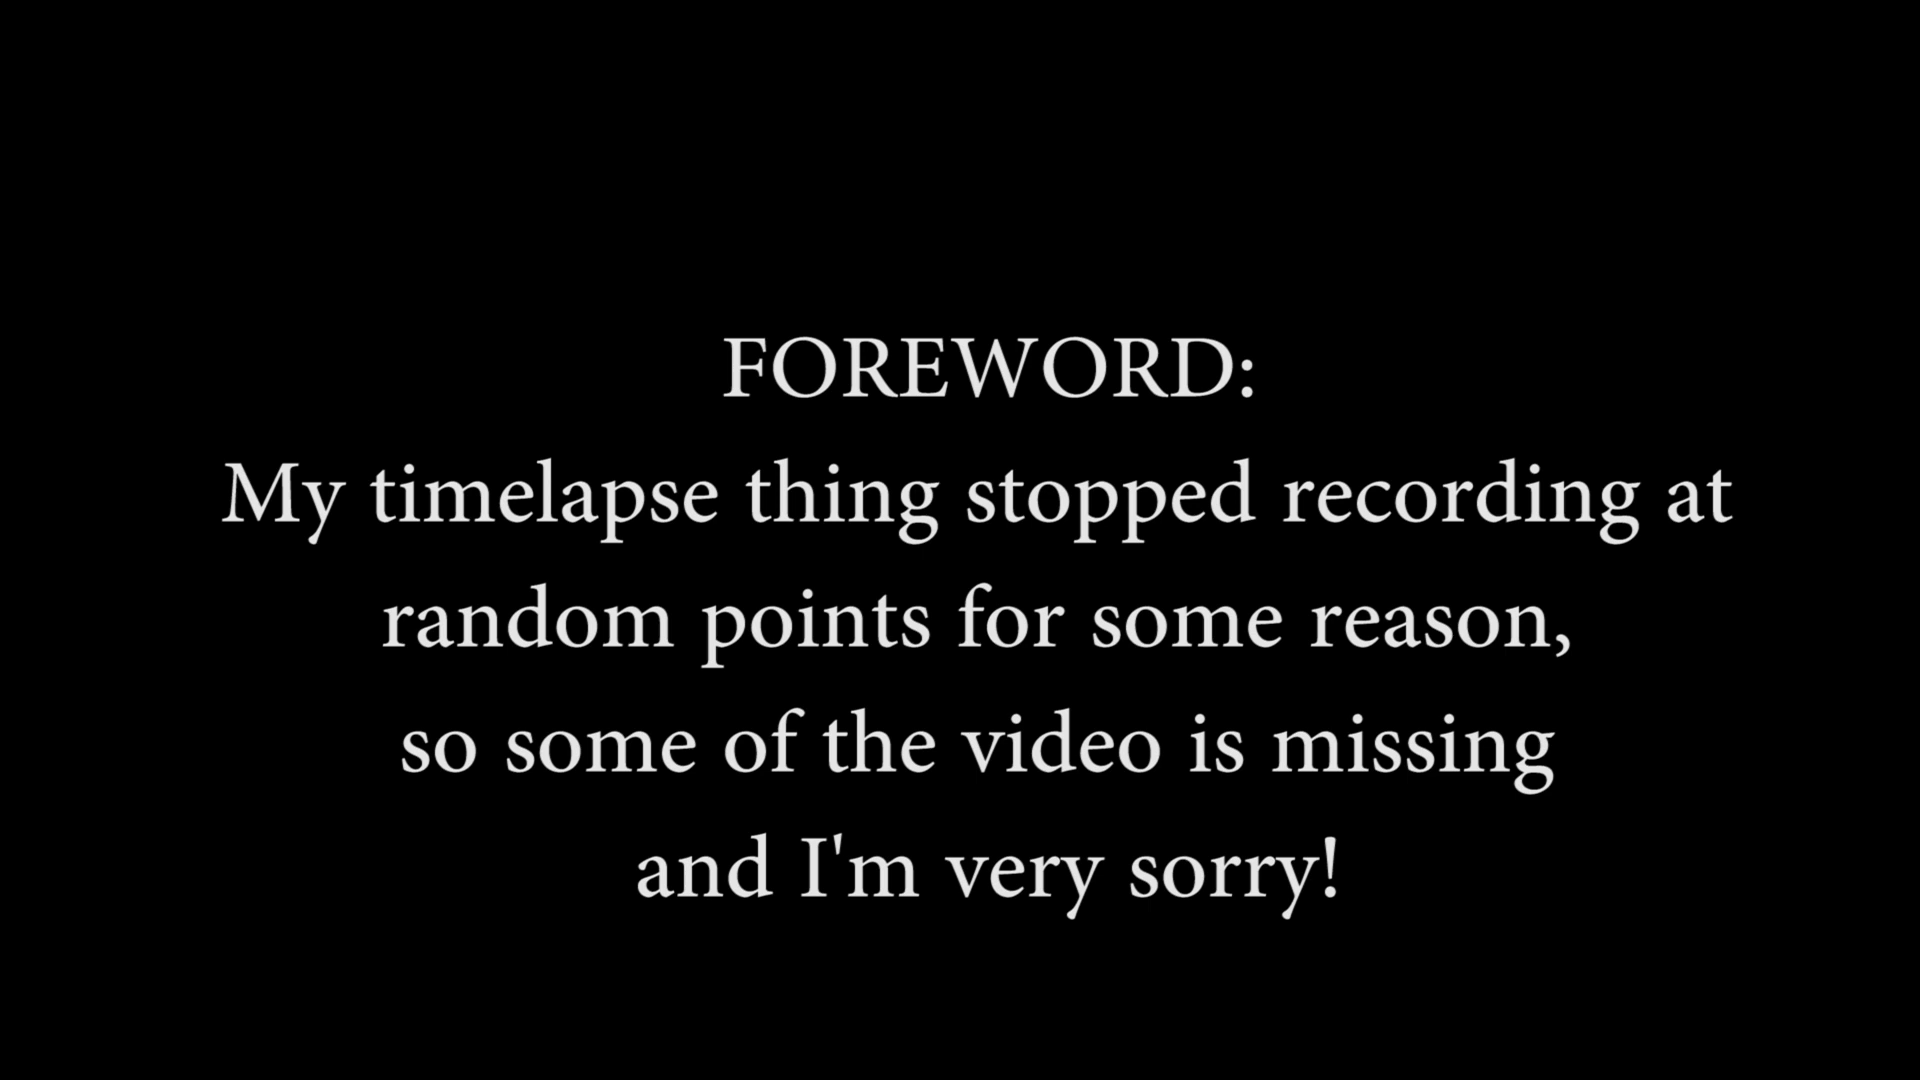 FOREWORD:
My timelapse thing stopped recording at
random points for some reason,
so some of the video is missing
and I'm very sorry!